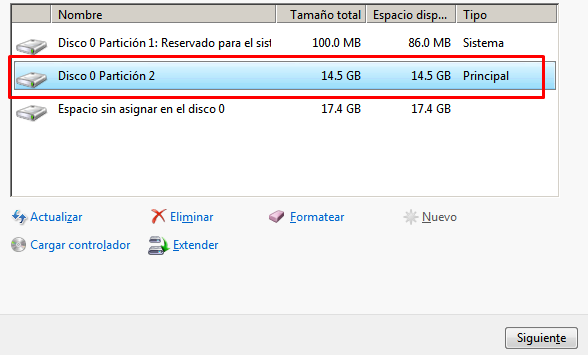 Nombre Tamaño total Espacio disp... Tipo
Disco 0 Partición 1: Reservado para el sist 100.0 MB 86.0 MB Sistema
Disco 0 Partición 2 14.5 GB 14.5 GB Principal
Espacio sin asignar en el disco 0 17.4 GB 17.4 GB
Actualizar Eliminar Formatear Nuevo
Cargar controlador Extender
Siguiente